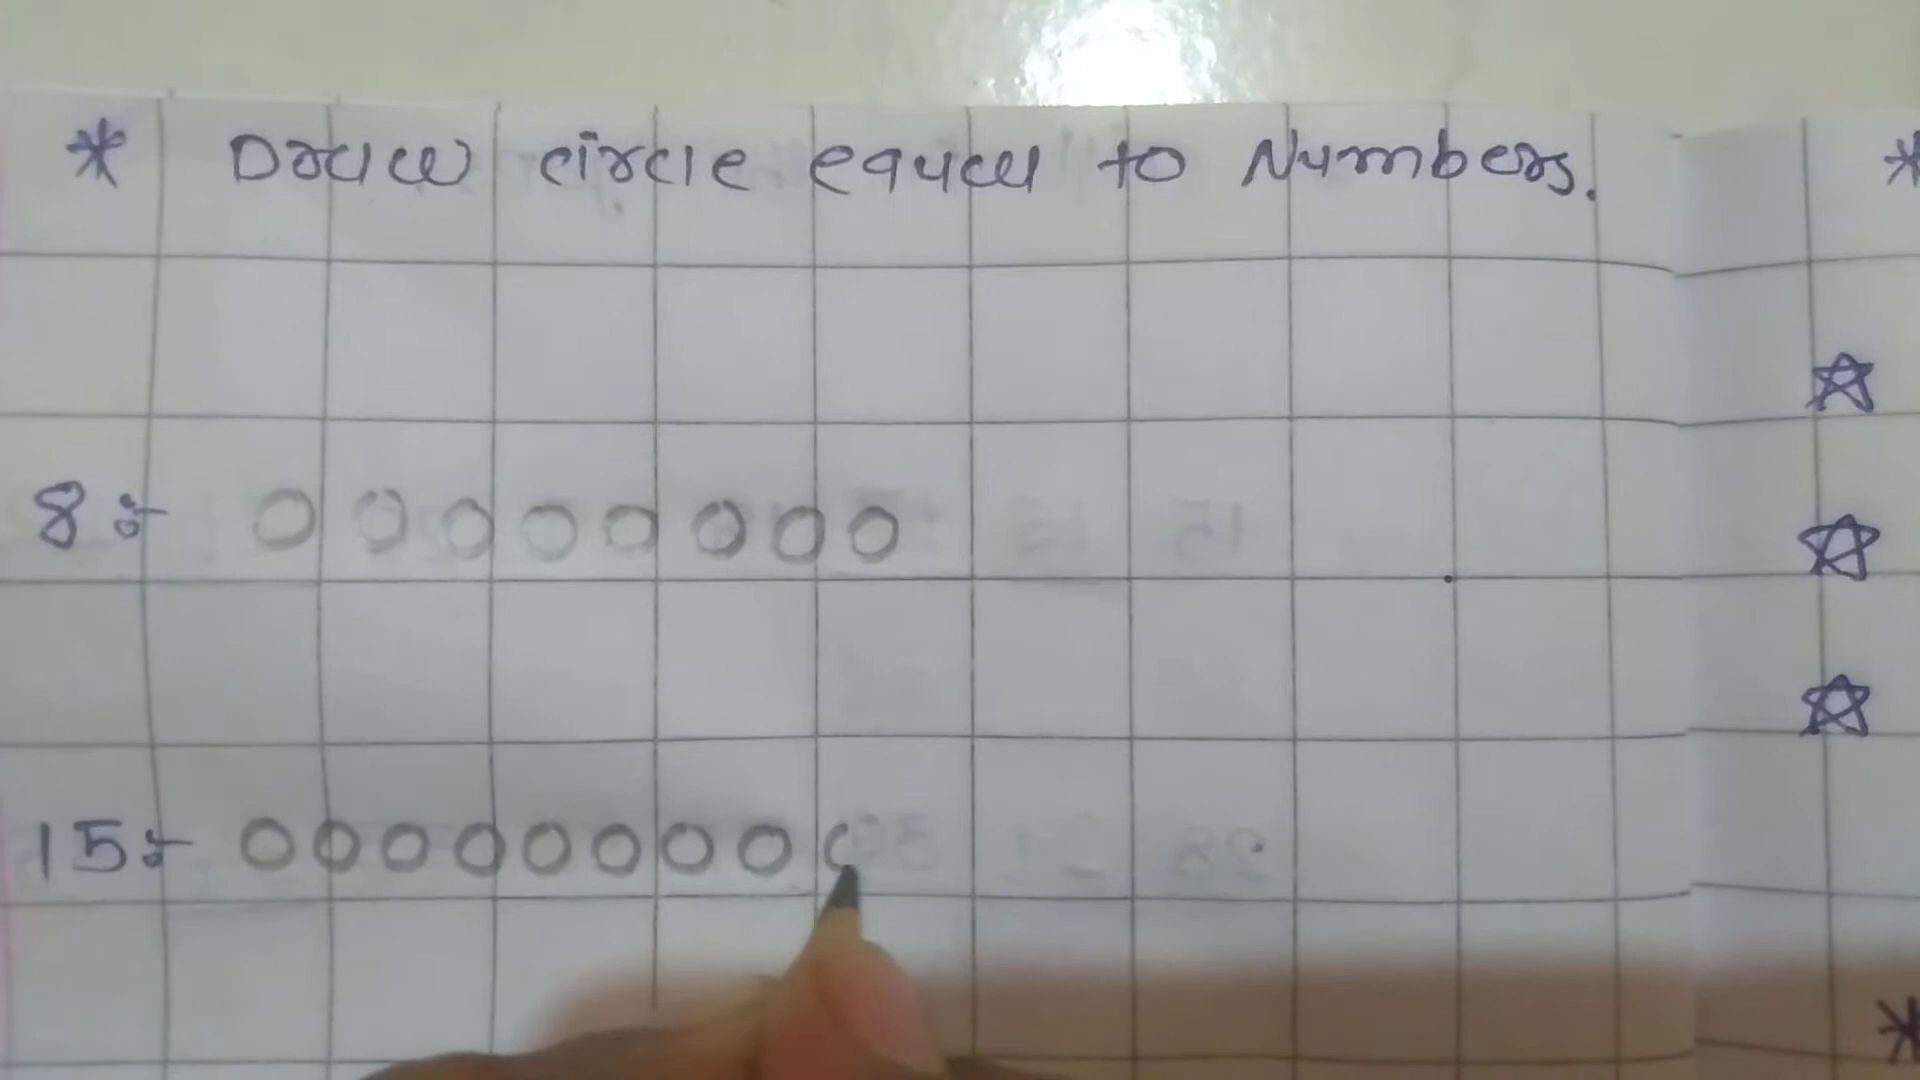 * Draw circle equal to Numbers.
8:-
15:-